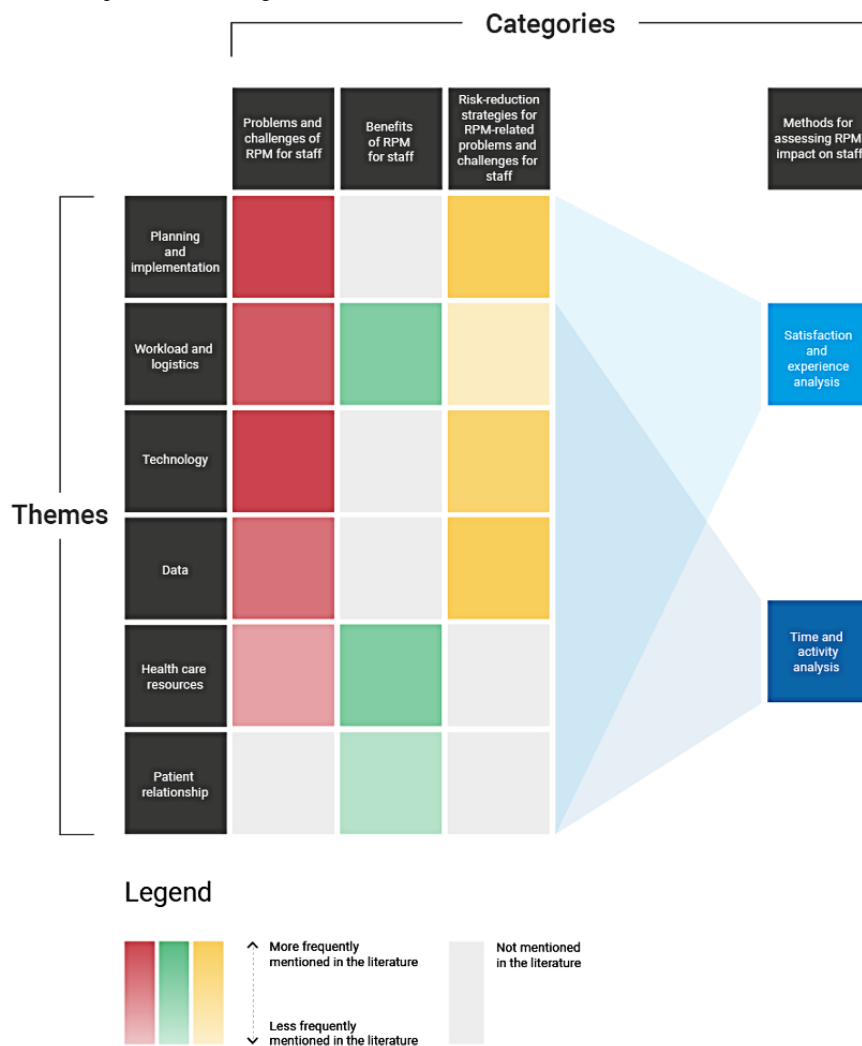 Categories
Problems and
challenges of
RPM for staff
Benefits
of RPM
for staff
Risk-reduction
strategies for
RPM-related
problems and
challenges for
staff
Methods for
assessing RPM
impact on staff
Themes
Planning
and
implementation
Workload and
logistics
Technology
Data
Health care
resources
Patient
relationship
Satisfaction
and
experience
analysis
Time and
activity
analysis
Legend
More frequently
mentioned in the literature
Less frequently
mentioned in the literature
Not mentioned
in the literature